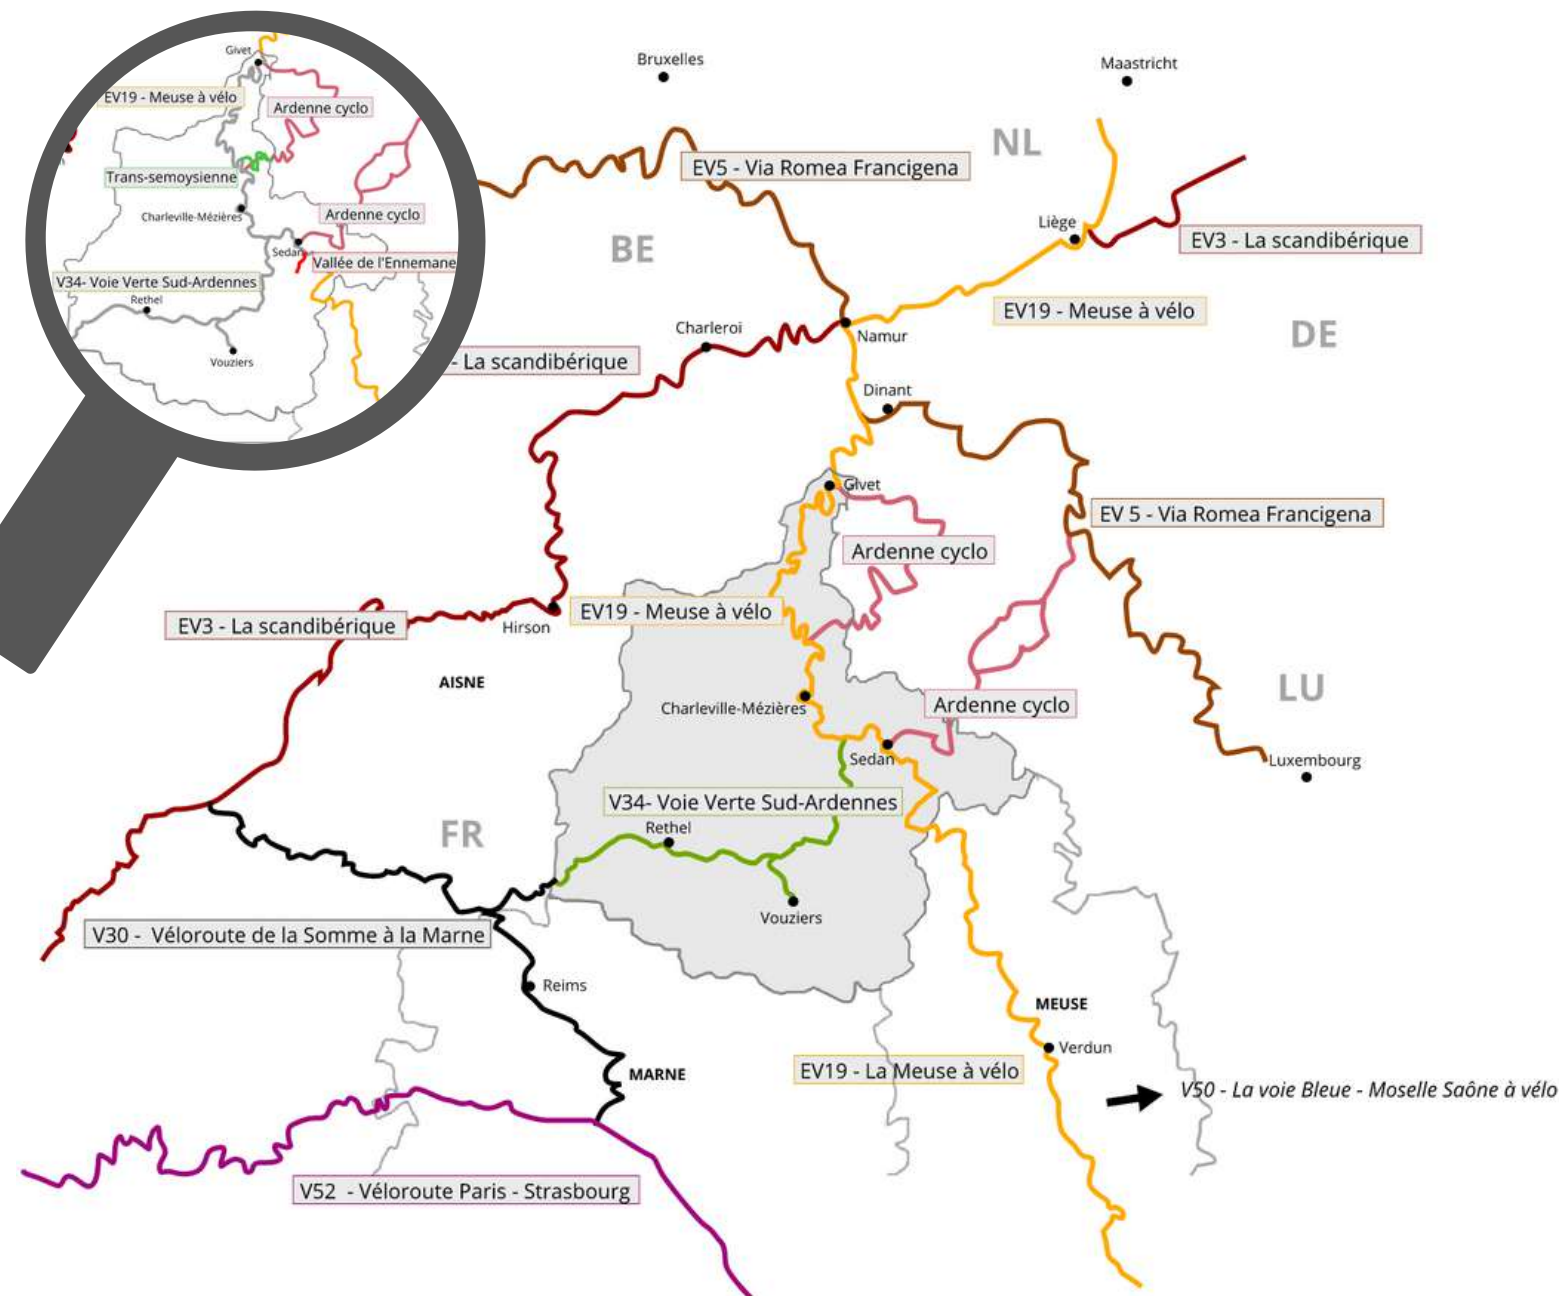 Givet
EV19 - Meuse à vélo
Ardenne cyclo
Trans-semoysienne
Charleville-Mézières
Ardenne cyclo
Sedan
Vallée de l'Ennemane
V34- Voie Verte Sud-Ardennes
Rethel
Vouziers
Bruxelles
Maastricht
NL
EV5 - Via Romea Francigena
Liège
BE
EV3 - La scandibérique
EV19 - Meuse à vélo
DE
Charleroi
Namur
- La scandibérique
Dinant
Givet
EV 5 - Via Romea Francigena
Ardenne cyclo
EV19 - Meuse à vélo
EV3 - La scandibérique
Hirson
AISNE
LU
Charleville-Mézières
Ardenne cyclo
Sedan
Luxembourg
V34- Voie Verte Sud-Ardennes
Rethel
FR
Vouziers
V30 - Véloroute de la Somme à la Marne
Reims
MEUSE
Verdun
MARNE
EV19 - La Meuse à vélo
V50 - La voie Bleue - Moselle Saône à vélo
V52 - Véloroute Paris - Strasbourg